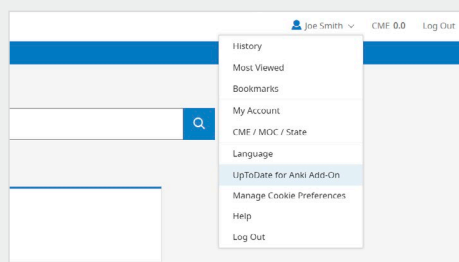 Joe Smith CME 0.0 Log Out
History
Most Viewed
Bookmarks
My Account
CME / MOC / State
Language
UpToDate for Anki Add-On
Manage Cookie Preferences
Help
Log Out